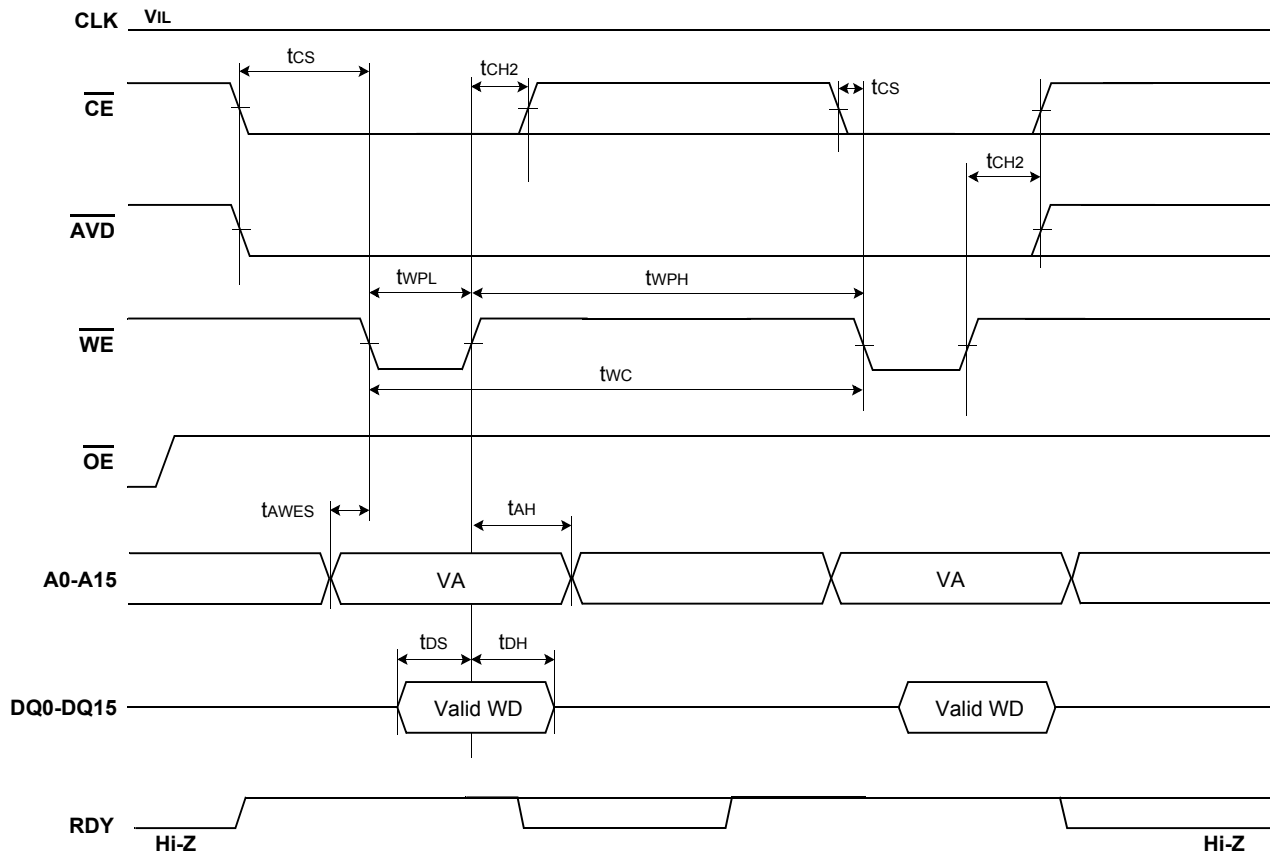 CLK VIL
tCS tCH2 tCS
CE
tCH2
AVD
tWPL tWPH
WE
tWC
OE
tAWES tAH
A0-A15 VA VA
tDS tDH
DQ0-DQ15 Valid WD Valid WD
RDY
Hi-Z Hi-Z